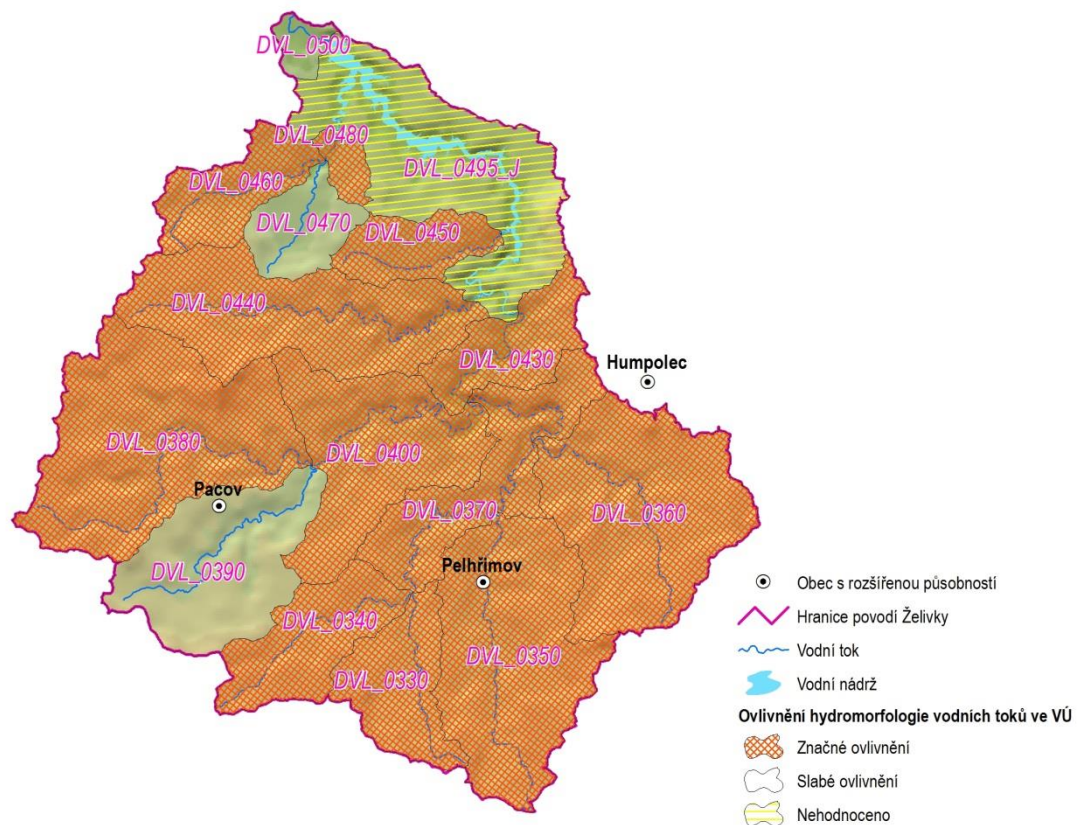 DVL_0500
DVL_0480
DVL_0495_J
DVL_0460
DVL_0470
DVL_0450
DVL_0440
DVL_0430
Humpolec
DVL_0380
DVL_0400
Pacov
DVL_0370
DVL_0360
Pelhřimov
DVL_0390
DVL_0340
DVL_0350
DVL_0330
Obec s rozšířenou působností
Hranice povodí Želivky
Vodní tok
Vodní nádrž
Ovlivnění hydromorfologie vodních toků ve VÚ
Značné ovlivnění
Slabé ovlivnění
Nehodnoceno